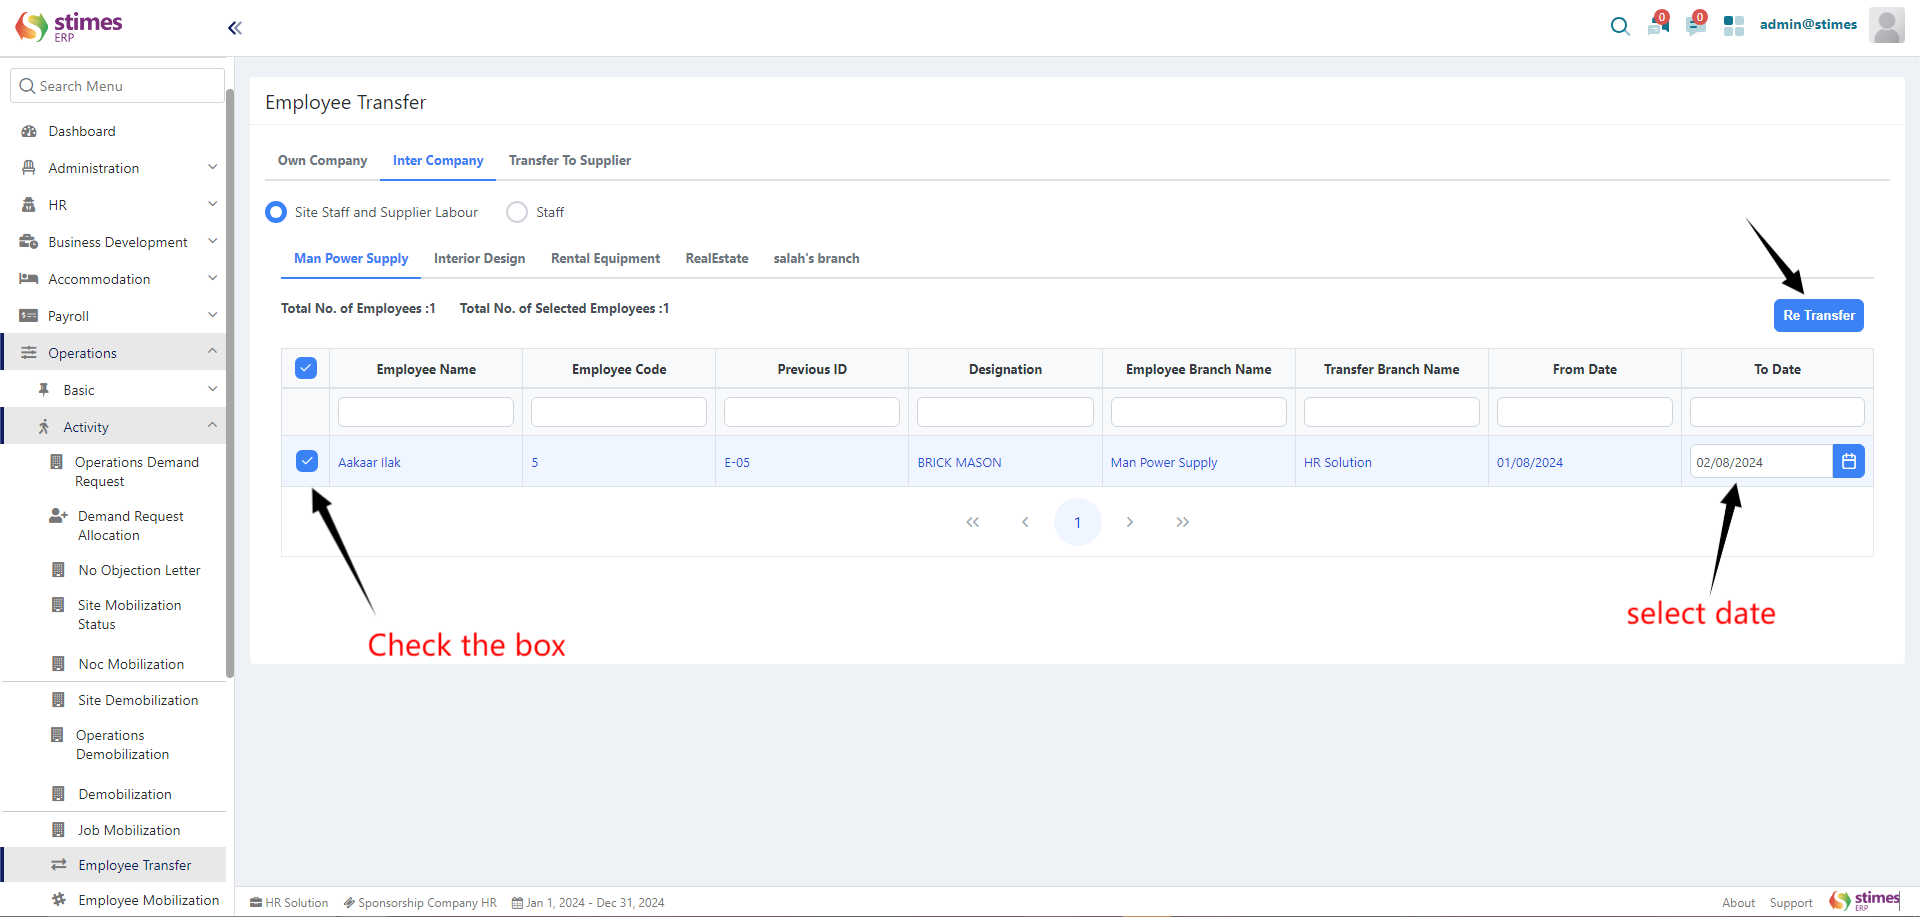 stimes
ERP
0
0
admin@stimes
Search Menu
Dashboard
Administration
HR
Business Development
Accommodation
Payroll
Operations
Basic
Activity
Operations Demand
Request
Demand Request
Allocation
No Objection Letter
Site Mobilization
Status
Noc Mobilization
Site Demobilization
Operations
Demobilization
Demobilization
Job Mobilization
Employee Transfer
Employee Mobilization
Employee Transfer
Own Company Inter Company Transfer To Supplier
Site Staff and Supplier Labour Staff
Man Power Supply Interior Design Rental Equipment RealEstate salah's branch
Total No. of Employees :1 Total No. of Selected Employees :1
Re Transfer
Employee Name Employee Code Previous ID Designation Employee Branch Name Transfer Branch Name From Date To Date
Aakaar Ilak 5 E-05 BRICK MASON Man Power Supply HR Solution 01/08/2024 02/08/2024
1
Check the box
select date
HR Solution Sponsorship Company HR Jan 1, 2024 - Dec 31, 2024
About Support
stimes
ERP